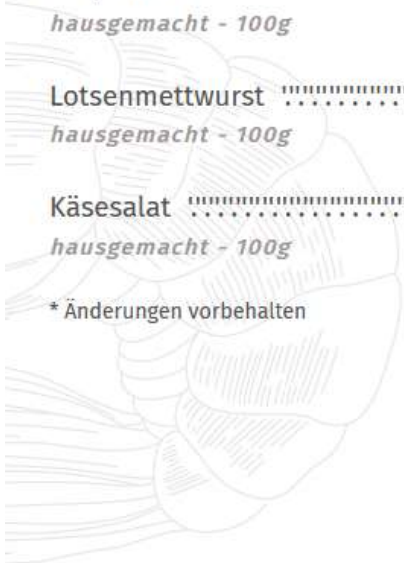 hausgemacht - 100g
Lotsenmettwurst
hausgemacht - 100g
Käsesalat
hausgemacht - 100g
* Änderungen vorbehalten